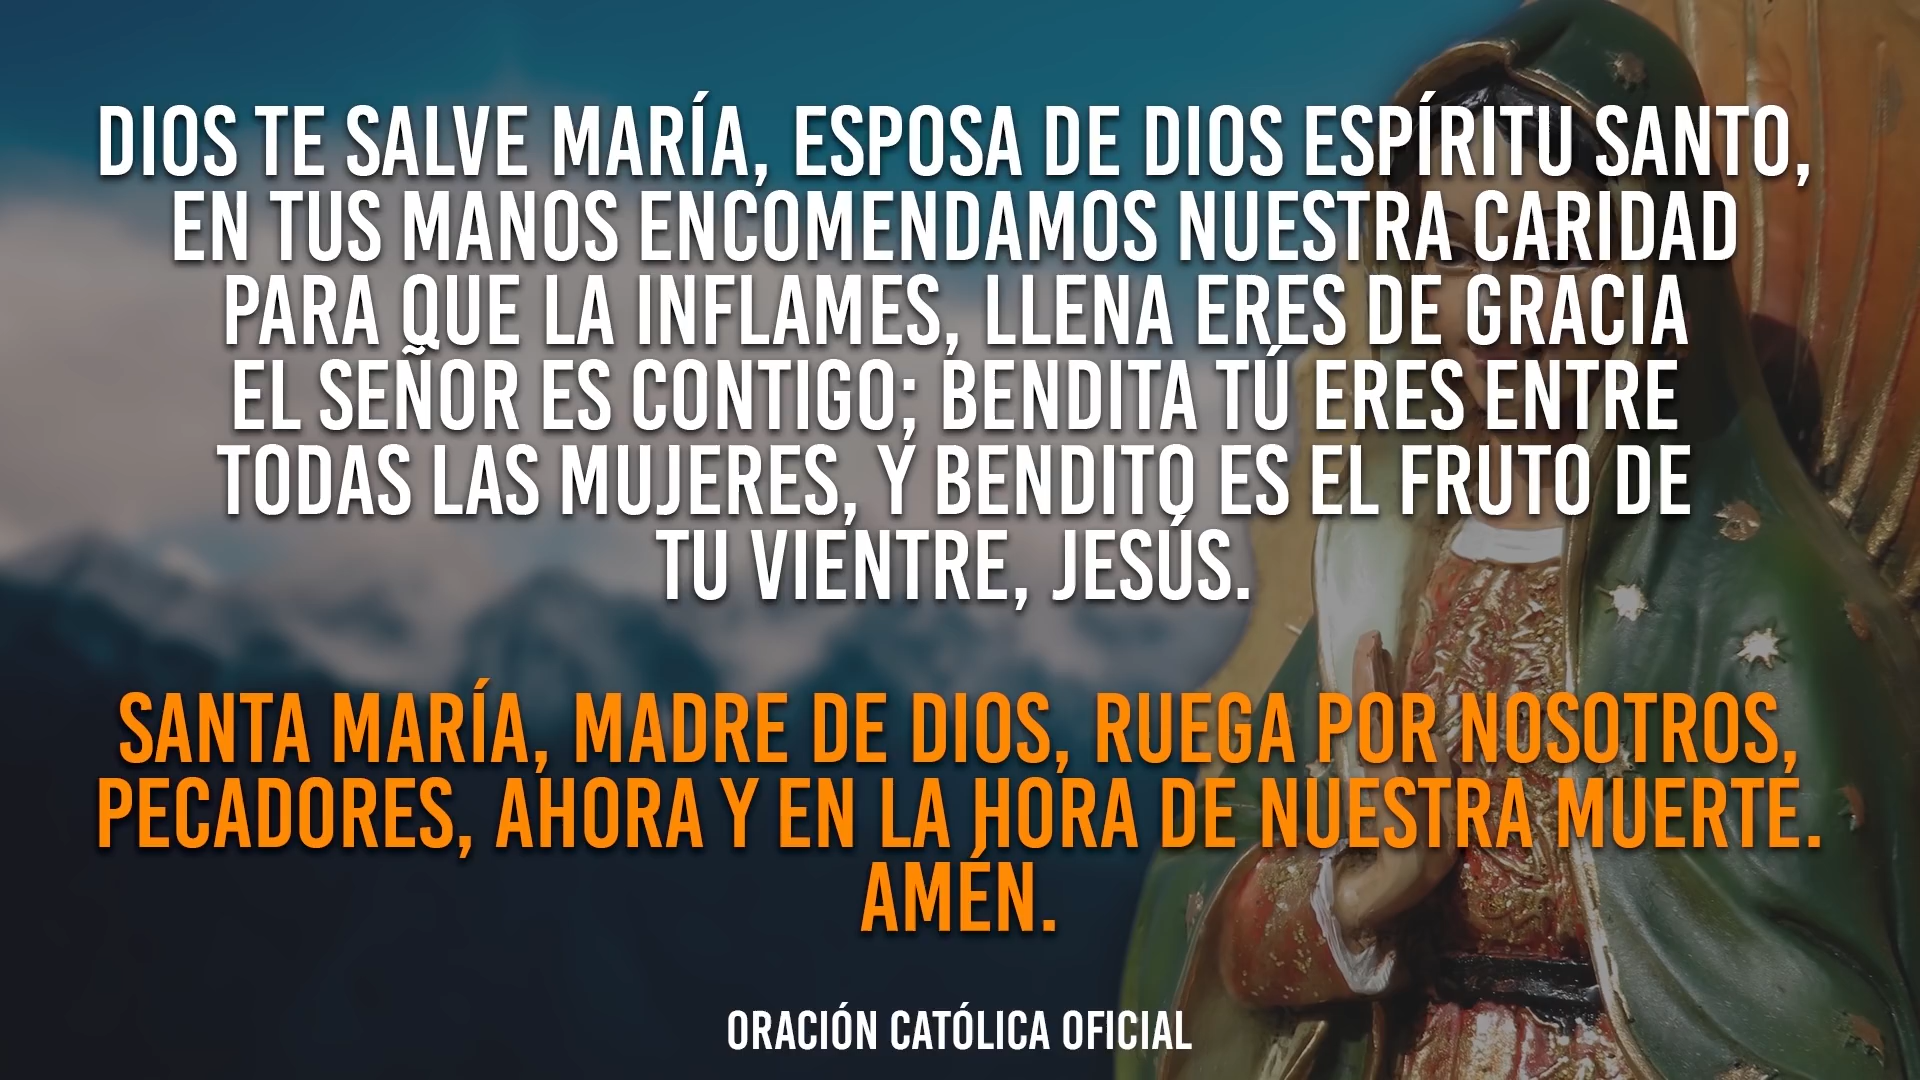 DIOS TE SALVE MARÍA, ESPOSA DE DIOS ESPÍRITU SANTO,
EN TUS MANOS ENCOMENDAMOS NUESTRA CARIDAD
PARA QUE LA INFLAMES, LLENA ERES DE GRACIA
EL SEÑOR ES CONTIGO; BENDITA TÚ ERES ENTRE
TODAS LAS MUJERES, Y BENDITO ES EL FRUTO DE
TU VIENTRE, JESÚS.
SANTA MARÍA, MADRE DE DIOS, RUEGA POR NOSOTROS,
PECADORES, AHORA Y EN LA HORA DE NUESTRA MUERTE.
AMÉN.
ORACIÓN CATÓLICA OFICIAL